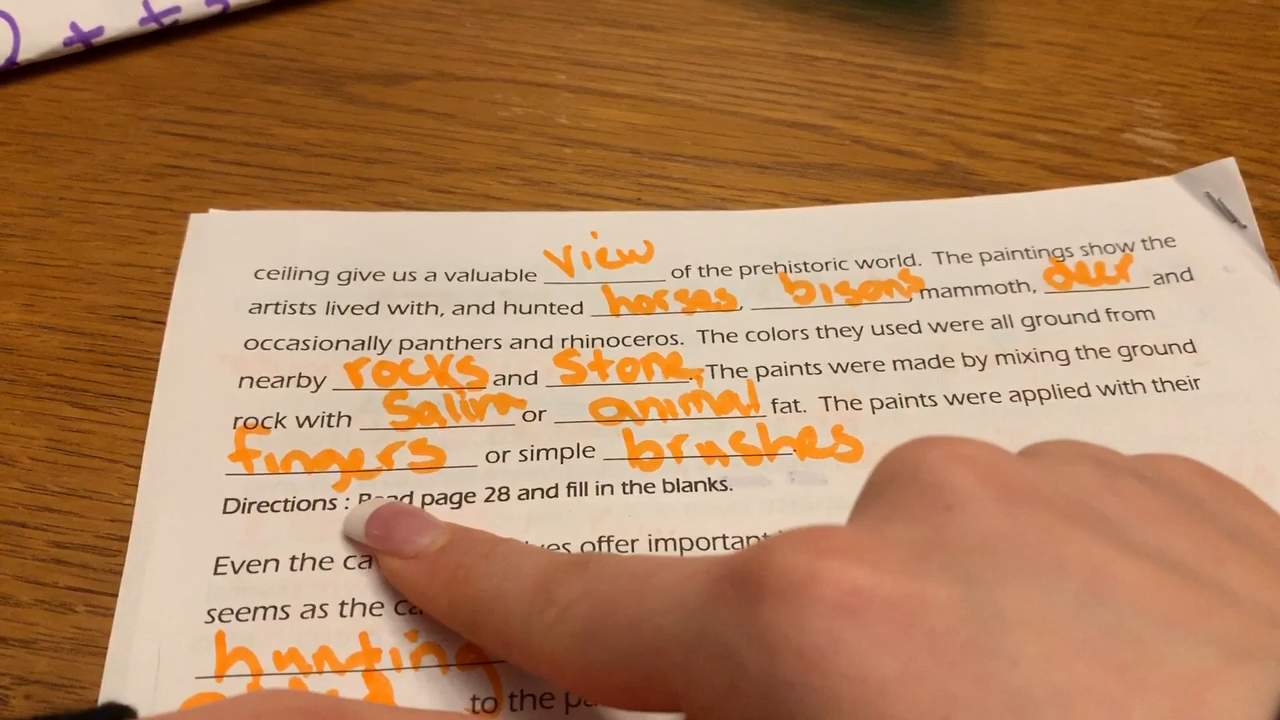 ceiling give us a valuable view of the prehistoric world. The paintings show the
artists lived with, and hunted horses, bisons, mammoth, deer and
occasionally panthers and rhinoceros. The colors they used were all ground from
nearby rocks and Stone. The paints were made by mixing the ground
rock with Saliva or animal fat. The paints were applied with their
fingers or simple brushes.
Directions : Read page 28 and fill in the blanks.
Even the offer important
seems as the
hunting
to the